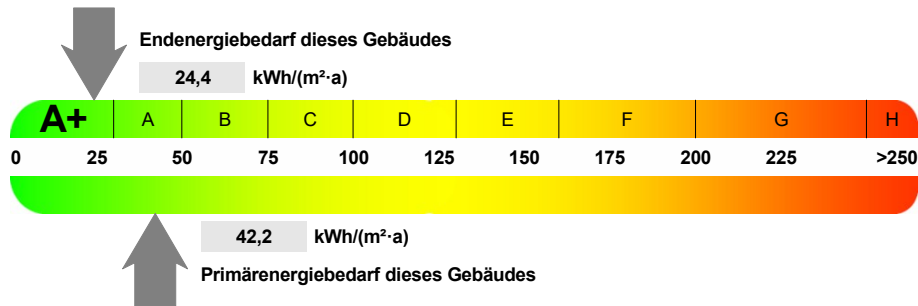 Endenergiebedarf dieses Gebäudes
24,4 kWh/(m²·a)
A+ A B C D E F G H
0 25 50 75 100 125 150 175 200 225 >250
42,2 kWh/(m²·a)
Primärenergiebedarf dieses Gebäudes